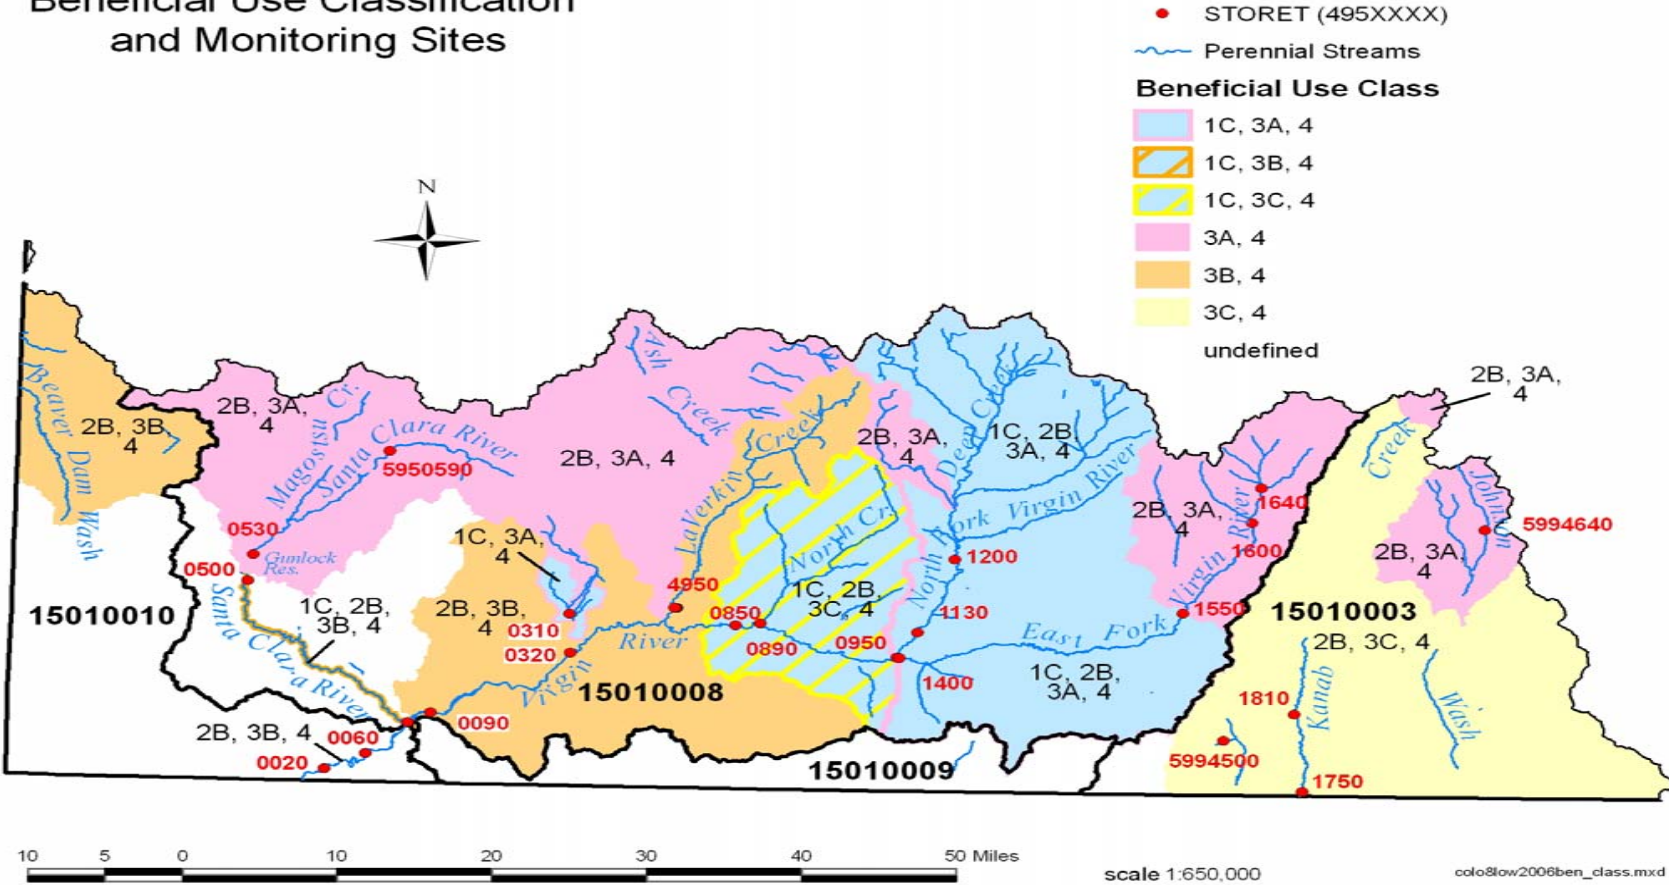 Beneficial Use Classification
and Monitoring Sites
STORET (495XXXX)
Perennial Streams
Beneficial Use Class
1C, 3A, 4
1C, 3B, 4
1C, 3C, 4
3A, 4
3B, 4
3C, 4
undefined
N
2B, 3A,
4
Beaver Dam Wash
2B, 3B,
4
2B, 3A,
4
Magosisu Cr.
Santa Clara River
5950590
Ash Creek
2B, 3A, 4
LaVerkin Creek
2B, 3A,
4
Deep Creek
1C, 2B,
3A, 4
North Fork Virgin River
2B, 3A,
4
Virgin River
1640
1600
1550
Creek
Johnson
5994640
2B, 3A,
4
0530
Gunlock
Res.
0500
15010010
Santa Clara River
1C, 2B,
3B, 4
1C, 3A,
4
2B, 3B,
4
0310
0320
4950
0850
0890
North Cr.
1C, 2B,
3C, 4
0950
1200
1130
1400
East Fork
1C, 2B,
3A, 4
15010003
2B, 3C, 4
Virgin River
15010008
0090
2B, 3B, 4
0060
0020
15010009
1810
Kanab
Wash
5994500
1750
10 5 0 10 20 30 40 50 Miles
scale 1:650,000
colo8low2006ben_class.mxd